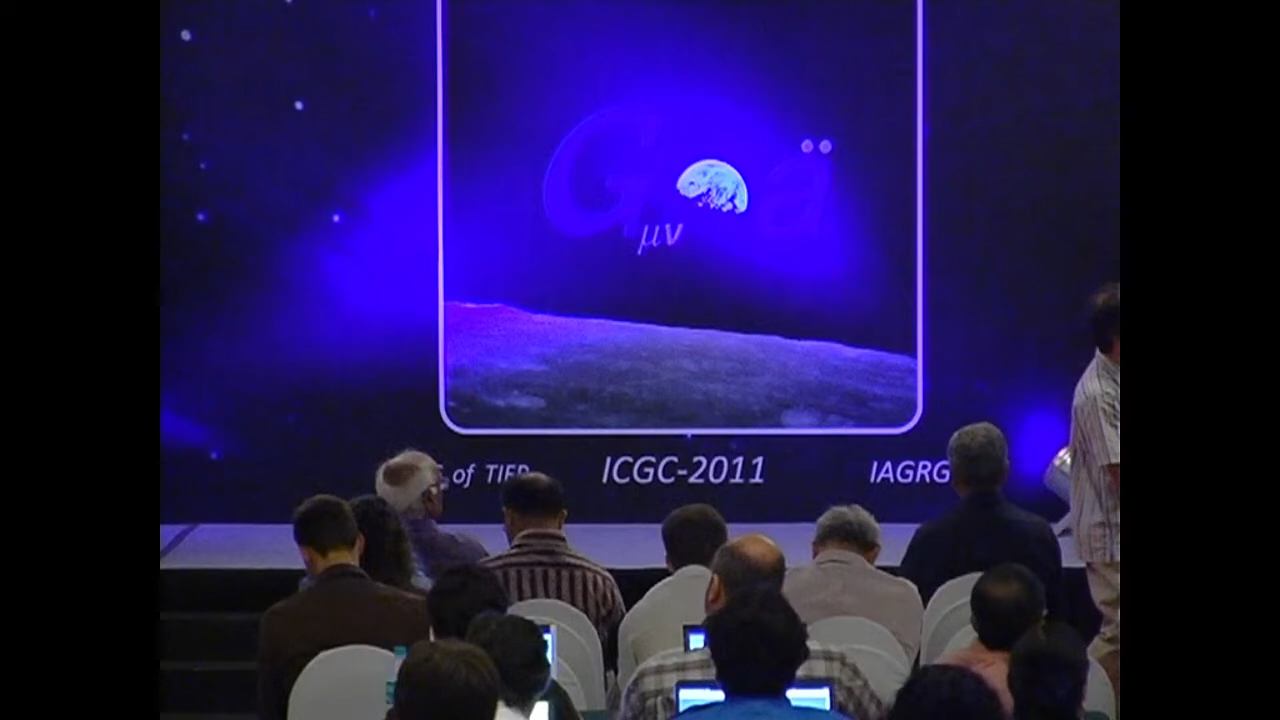 G ä
μν
of TIFR ICGC-2011 IAGRG